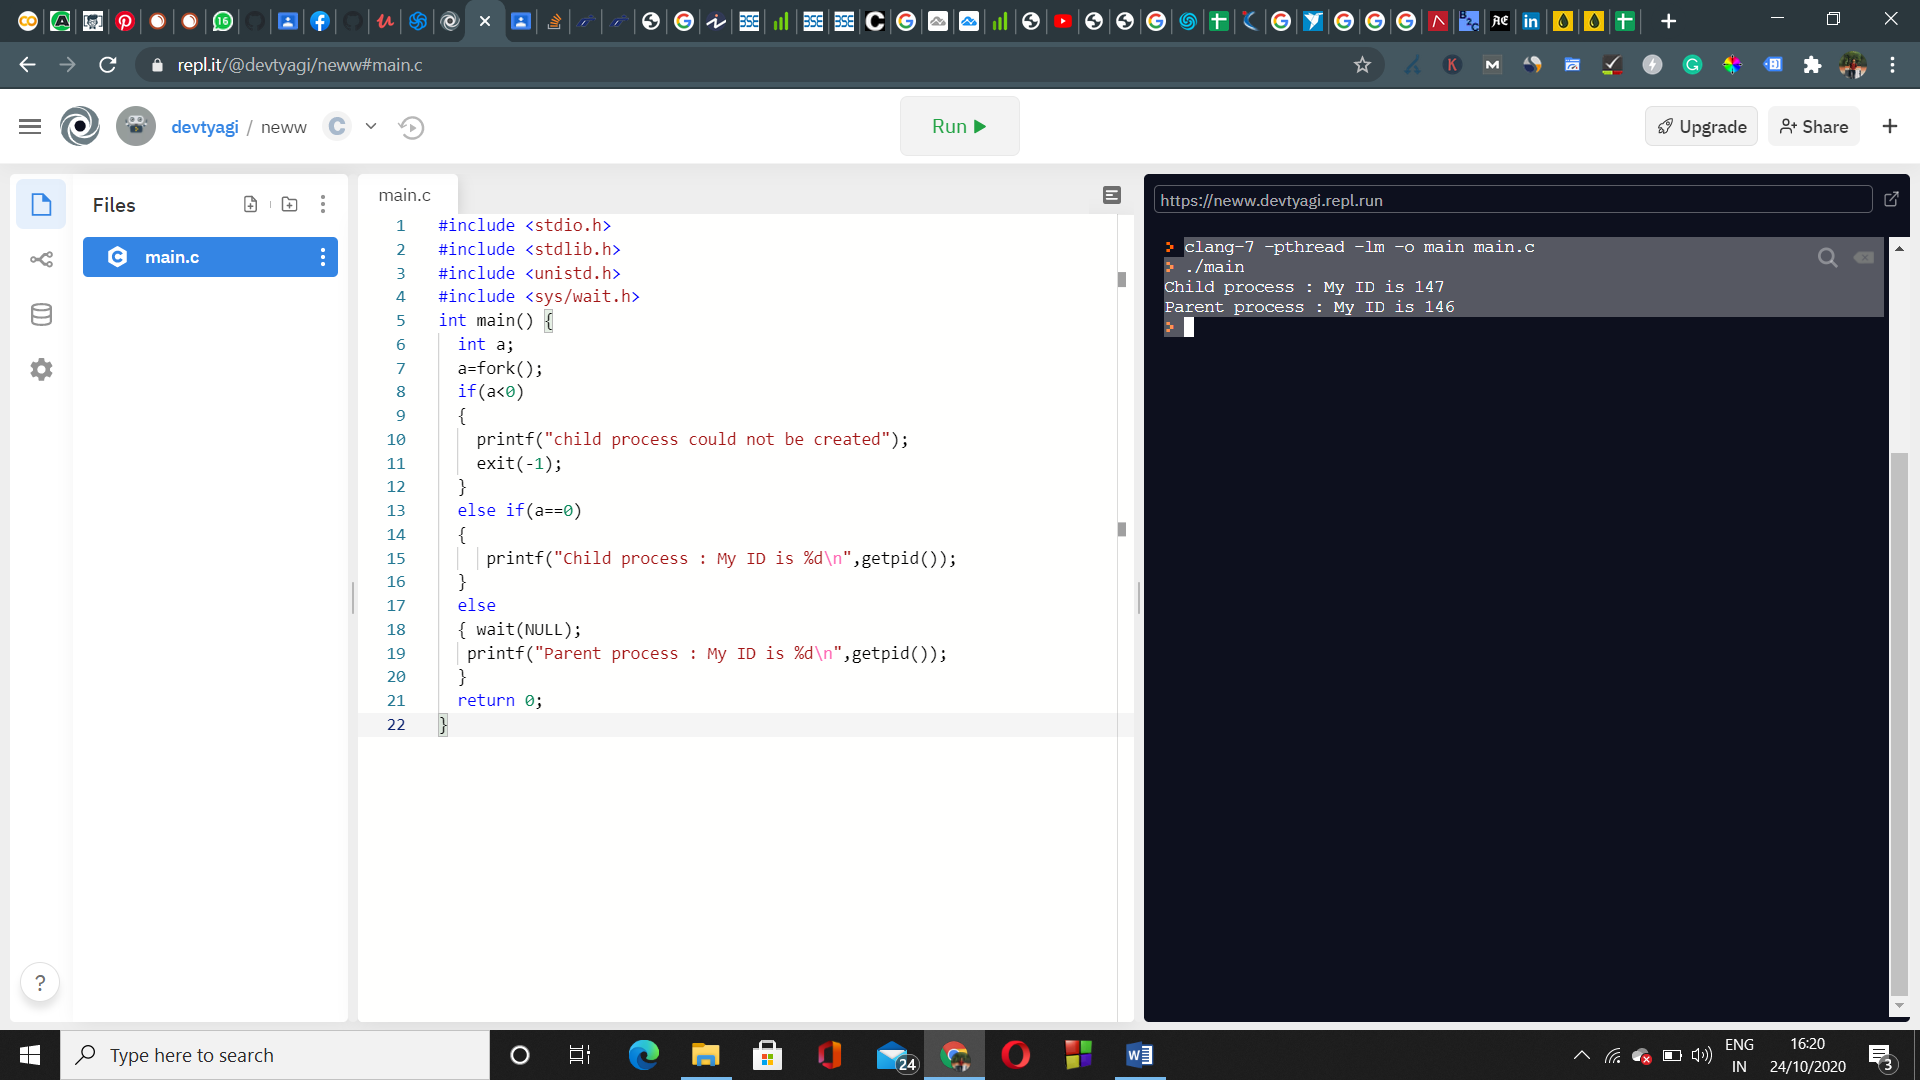 repl.it/@devtyagi/neww#main.c
devtyagi / neww C
Run
Upgrade
Share
Files
main.c
main.c
1 #include <stdio.h>
2 #include <stdlib.h>
3 #include <unistd.h>
4 #include <sys/wait.h>
5 int main() {
6 int a;
7 a=fork();
8 if(a<0)
9 {
10 printf("child process could not be created");
11 exit(-1);
12 }
13 else if(a==0)
14 {
15 printf("Child process : My ID is %d\n",getpid());
16 }
17 else
18 { wait(NULL);
19 printf("Parent process : My ID is %d\n",getpid());
20 }
21 return 0;
22 }
https://neww.devtyagi.repl.run
> clang-7 -pthread -lm -o main main.c
> ./main
Child process : My ID is 147
Parent process : My ID is 146
>
?
Type here to search
24
ENG
IN
16:20
24/10/2020
3